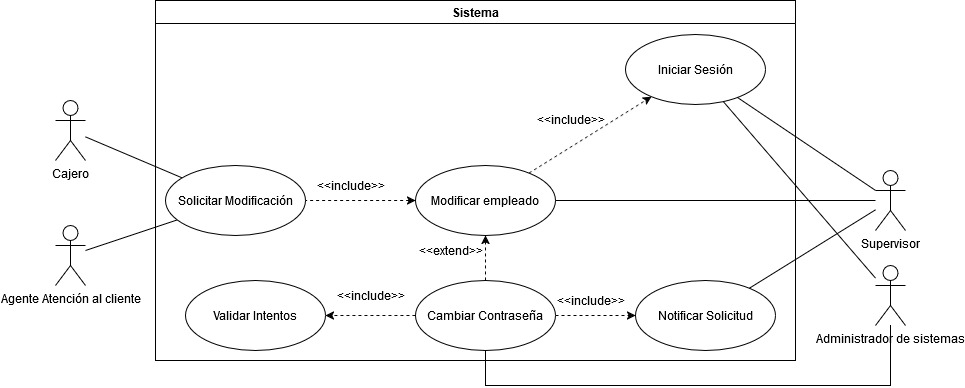 Sistema
Iniciar Sesión
<<include>>
Cajero
Solicitar Modificación
<<include>>
Modificar empleado
Supervisor
<<extend>>
Agente Atención al cliente
Validar Intentos
<<include>>
Cambiar Contraseña
<<include>>
Notificar Solicitud
Administrador de sistemas